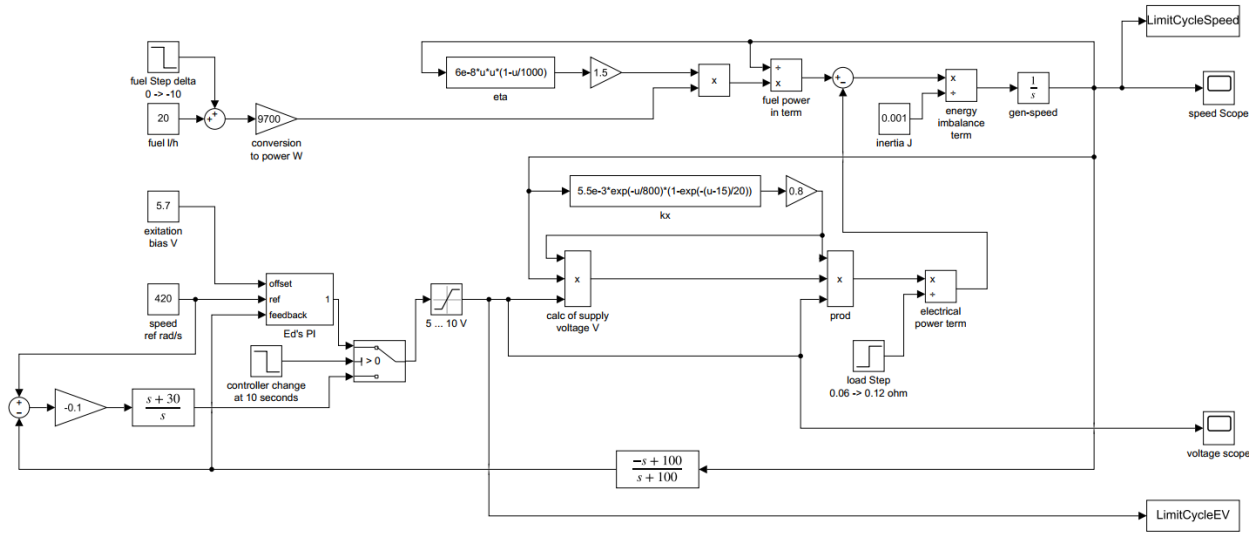 LimitCycleSpeed
fuel Step delta
0 -> -10
6e-8*u*u*(1-u/1000)
eta
1.5
x
÷
x
fuel power
in term
+
−
x
÷
energy
imbalance
term
1
s
gen-speed
speed Scope
20
fuel l/h
+
+
9700
conversion
to power W
0.001
inertia J
5.5e-3*exp(-u/800)*(1-exp(-(u-15)/20))
kx
0.8
5.7
exitation
bias V
x
calc of supply
voltage V
x
prod
x
÷
electrical
power term
420
speed
ref rad/s
offset
ref
feedback
1
Ed's PI
5 ... 10 V
> 0
controller change
at 10 seconds
load Step
0.06 -> 0.12 ohm
+
−
-0.1
s + 30
s
voltage scope
−s + 100
s + 100
LimitCycleEV